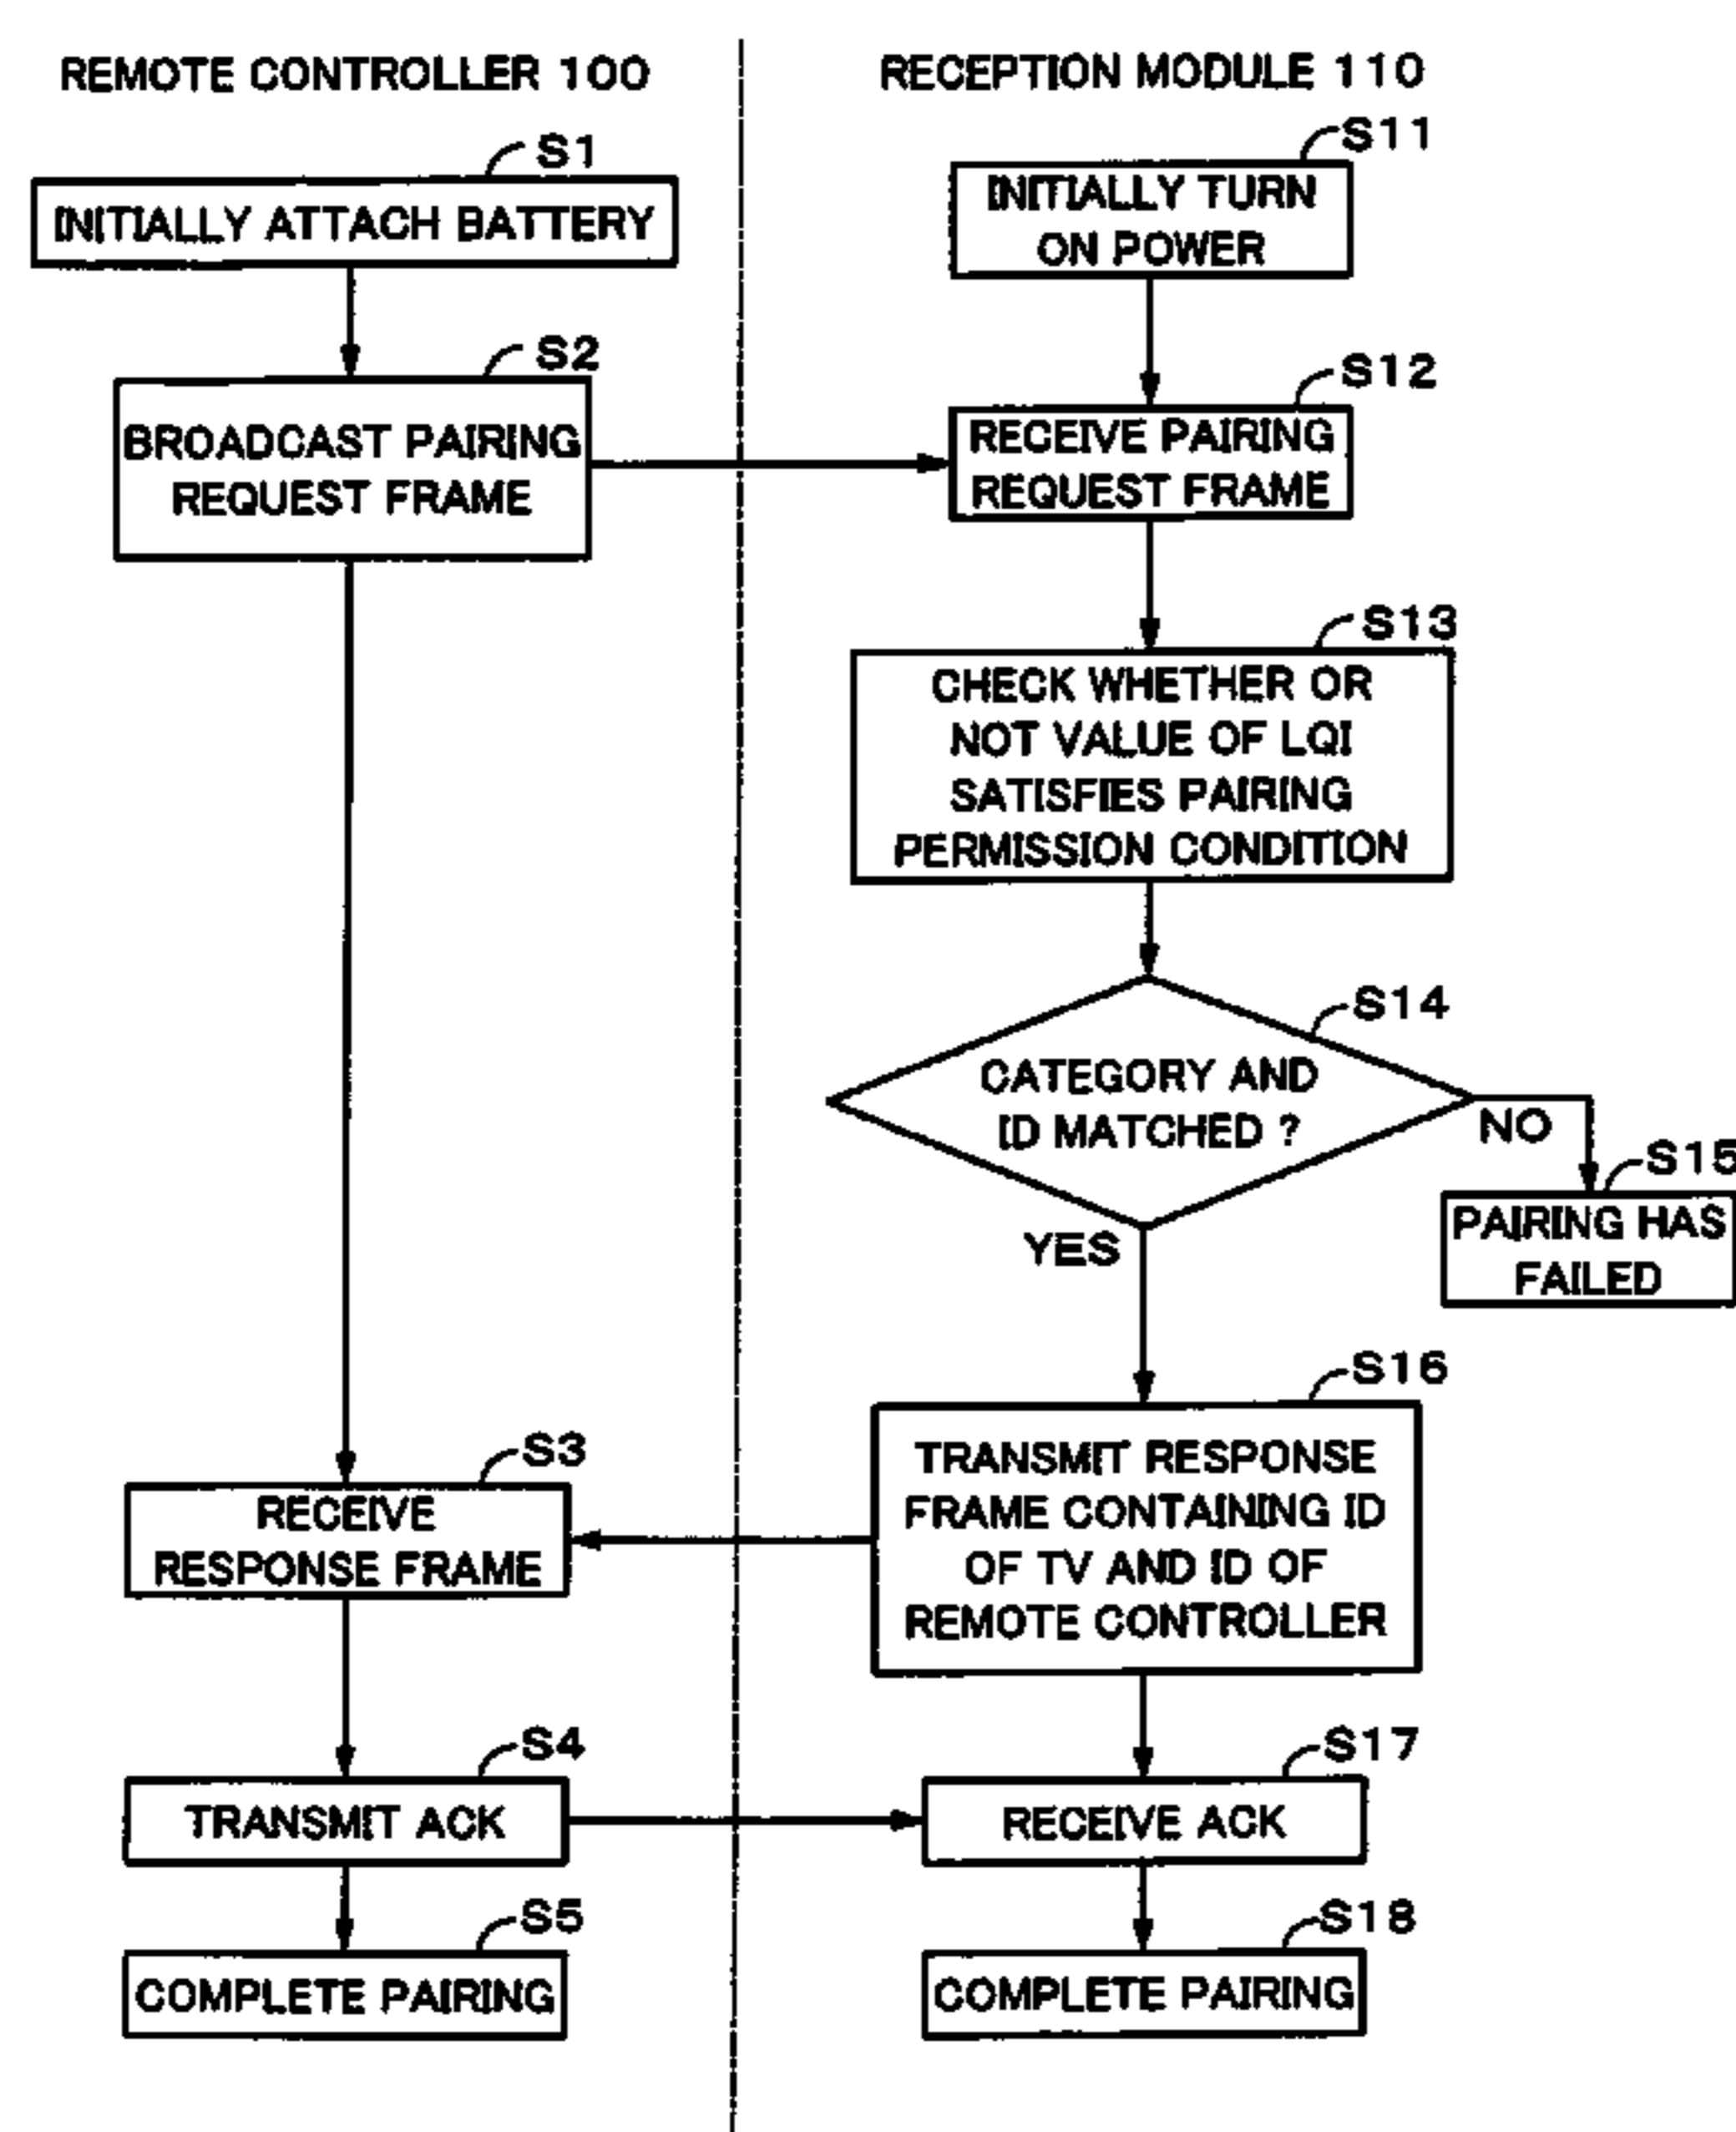 REMOTE CONTROLLER 100
S1
INITIALLY ATTACH BATTERY
S2
BROADCAST PAIRING
REQUEST FRAME
S3
RECEIVE
RESPONSE FRAME
S4
TRANSMIT ACK
S5
COMPLETE PAIRING
RECEPTION MODULE 110
S11
INITIALLY TURN
ON POWER
S12
RECEIVE PAIRING
REQUEST FRAME
S13
CHECK WHETHER OR
NOT VALUE OF LQI
SATISFIES PAIRING
PERMISSION CONDITION
S14
CATEGORY AND
ID MATCHED ?
NO
S15
PAIRING HAS
FAILED
YES
S16
TRANSMIT RESPONSE
FRAME CONTAINING ID
OF TV AND ID OF
REMOTE CONTROLLER
S17
RECEIVE ACK
S18
COMPLETE PAIRING